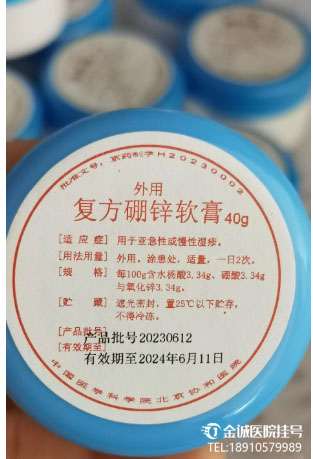 批准文号：京药制字H20230002
外用
复方硼锌软膏40g
[适 应 症] 用于亚急性或慢性湿疹。
[用法用量] 外用、涂患处、适量，一日2次。
[规　　格] 每100g含水杨酸3.34g、硼酸3.34g
与氧化锌3.34g。
[贮　　藏] 遮光密封，置25℃以下贮存，
不得冷冻。
[产品批号] 产品批号20230612
[有效期至] 有效期至2024年6月11日
中国医学科学院北京协和医院
金诚医院挂号
TEL:18910579989